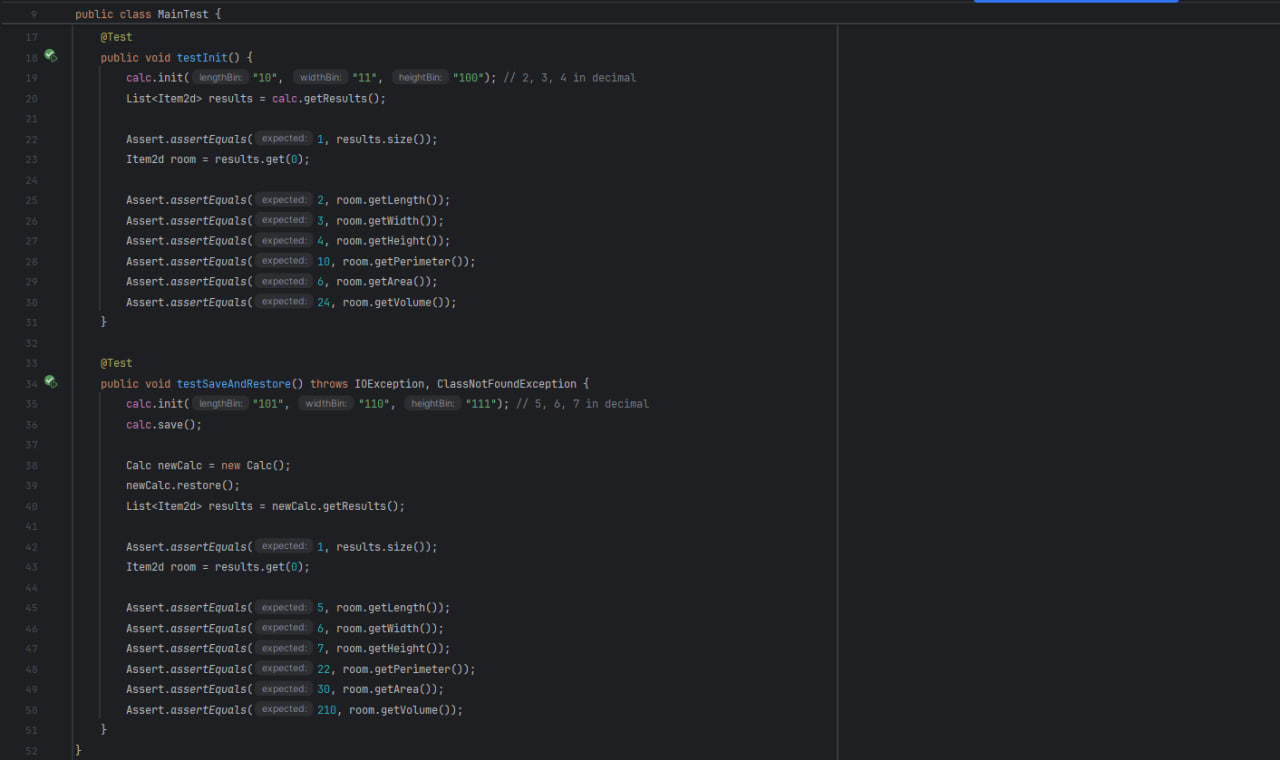 9 public class MainTest {
17 @Test
18 public void testInit() {
19 calc.init( lengthBin: "10", widthBin: "11", heightBin: "100"); // 2, 3, 4 in decimal
20 List<Item2d> results = calc.getResults();
21
22 Assert.assertEquals( expected: 1, results.size());
23 Item2d room = results.get(0);
24
25 Assert.assertEquals( expected: 2, room.getLength());
26 Assert.assertEquals( expected: 3, room.getWidth());
27 Assert.assertEquals( expected: 4, room.getHeight());
28 Assert.assertEquals( expected: 10, room.getPerimeter());
29 Assert.assertEquals( expected: 6, room.getArea());
30 Assert.assertEquals( expected: 24, room.getVolume());
31 }
32
33 @Test
34 public void testSaveAndRestore() throws IOException, ClassNotFoundException {
35 calc.init( lengthBin: "101", widthBin: "110", heightBin: "111"); // 5, 6, 7 in decimal
36 calc.save();
37
38 Calc newCalc = new Calc();
39 newCalc.restore();
40 List<Item2d> results = newCalc.getResults();
41
42 Assert.assertEquals( expected: 1, results.size());
43 Item2d room = results.get(0);
44
45 Assert.assertEquals( expected: 5, room.getLength());
46 Assert.assertEquals( expected: 6, room.getWidth());
47 Assert.assertEquals( expected: 7, room.getHeight());
48 Assert.assertEquals( expected: 22, room.getPerimeter());
49 Assert.assertEquals( expected: 30, room.getArea());
50 Assert.assertEquals( expected: 210, room.getVolume());
51 }
52 }